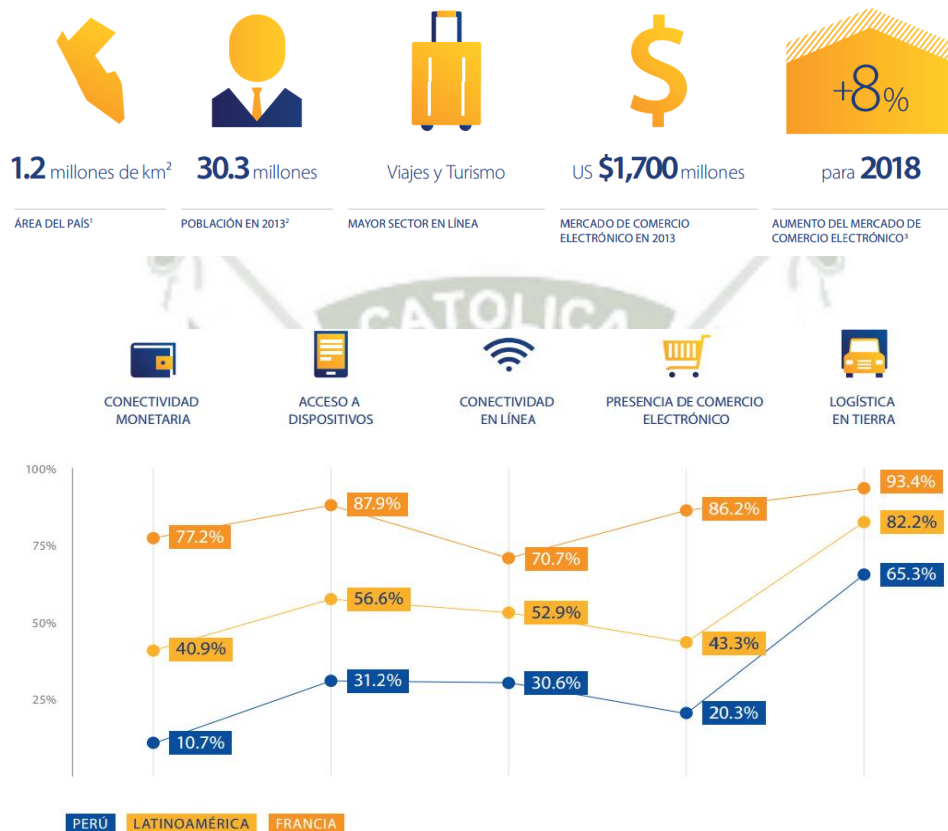 +8%
1.2 millones de km²
30.3 millones
Viajes y Turismo
US $1,700 millones
para 2018
ÁREA DEL PAÍS¹
POBLACIÓN EN 2013²
MAYOR SECTOR EN LÍNEA
MERCADO DE COMERCIO
ELECTRÓNICO EN 2013
AUMENTO DEL MERCADO DE
COMERCIO ELECTRÓNICO³
CATOLICA
CONECTIVIDAD
MONETARIA
ACCESO A
DISPOSITIVOS
CONECTIVIDAD
EN LÍNEA
PRESENCIA DE COMERCIO
ELECTRÓNICO
LOGÍSTICA
EN TIERRA
100%
75%
50%
25%
77.2%
87.9%
70.7%
86.2%
93.4%
40.9%
56.6%
52.9%
43.3%
82.2%
10.7%
31.2%
30.6%
20.3%
65.3%
PERÚ
LATINOAMÉRICA
FRANCIA